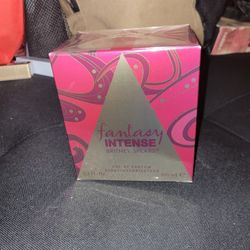 fantasy
INTENSE
BRITNEY SPEARS
EAU DE PARFUM